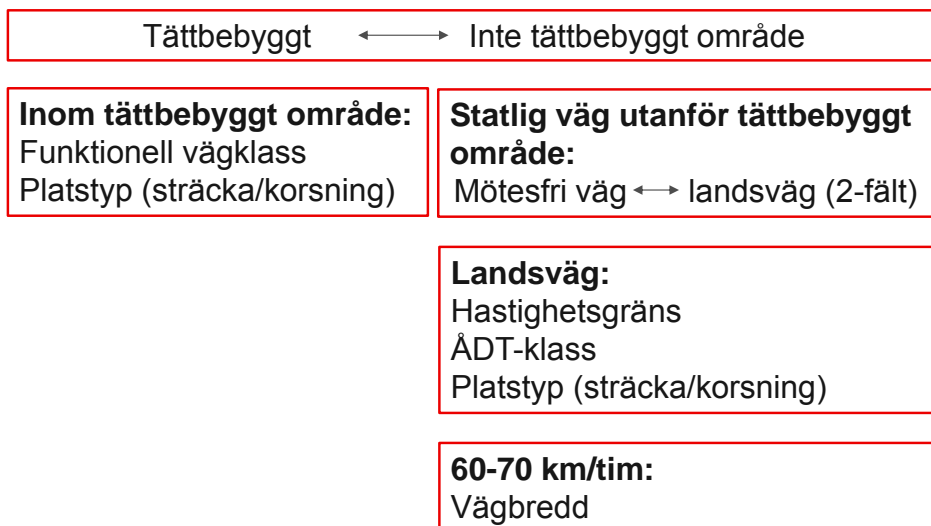 Tättbebyggt ⟷ Inte tättbebyggt område
Inom tättbebyggt område:
Funktionell vägklass
Platstyp (sträcka/korsning)
Statlig väg utanför tättbebyggt
område:
Mötesfri väg ⟷ landsväg (2-fält)
Landsväg:
Hastighetsgräns
ÅDT-klass
Platstyp (sträcka/korsning)
60-70 km/tim:
Vägbredd